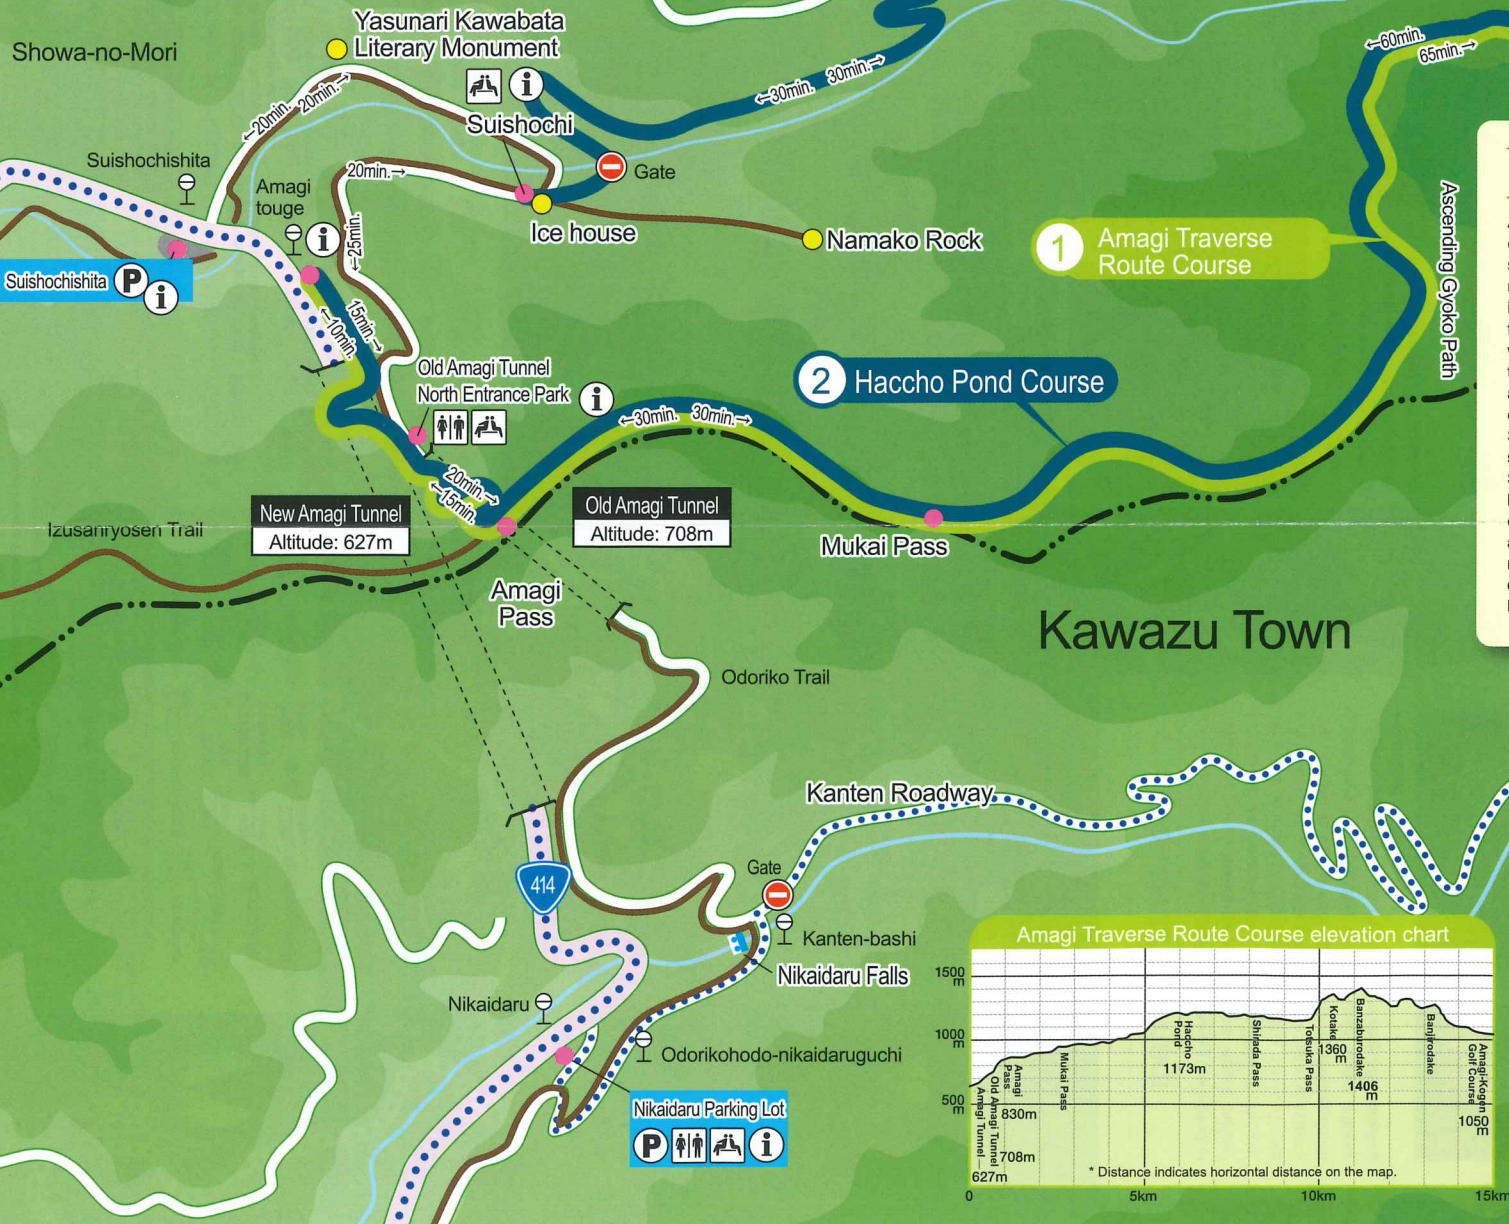 Showa-no-Mori
Yasunari Kawabata
Literary Monument
i
Suishochi
←20min.
20min.→
←30min.
30min.→
←60min.
65min.→
Suishochishita
Amagi
touge
i
20min.→
←25min.
Gate
Ice house
Namako Rock
1
Amagi Traverse
Route Course
Ascending Gyoko Path
Suishochishita P
i
15min.→
←10min.
Old Amagi Tunnel
North Entrance Park
i
2 Haccho Pond Course
←30min.
30min.→
20min.→
←15min.
New Amagi Tunnel
Altitude: 627m
Old Amagi Tunnel
Altitude: 708m
Izusanryosen Trail
Mukai Pass
Amagi
Pass
Kawazu Town
Odoriko Trail
Kanten Roadway
414
Gate
Kanten-bashi
Nikaidaru Falls
Nikaidaru
Odorikohodo-nikaidaruguchi
Nikaidaru Parking Lot
P i
Amagi Traverse Route Course elevation chart
1500
m
1000
m
500
m
Amagi Tunnel
627m
Old Amagi Tunnel
708m
Amagi
Pass
830m
Mukai Pass
Haccho
Pond
1173m
Shirada Pass
Totsuka Pass
Kotake
1360
m
Banzaburodake
1406
m
Banjirodake
Amagi-Kogen
Golf Course
1050
m
* Distance indicates horizontal distance on the map.
0
5km
10km
15km